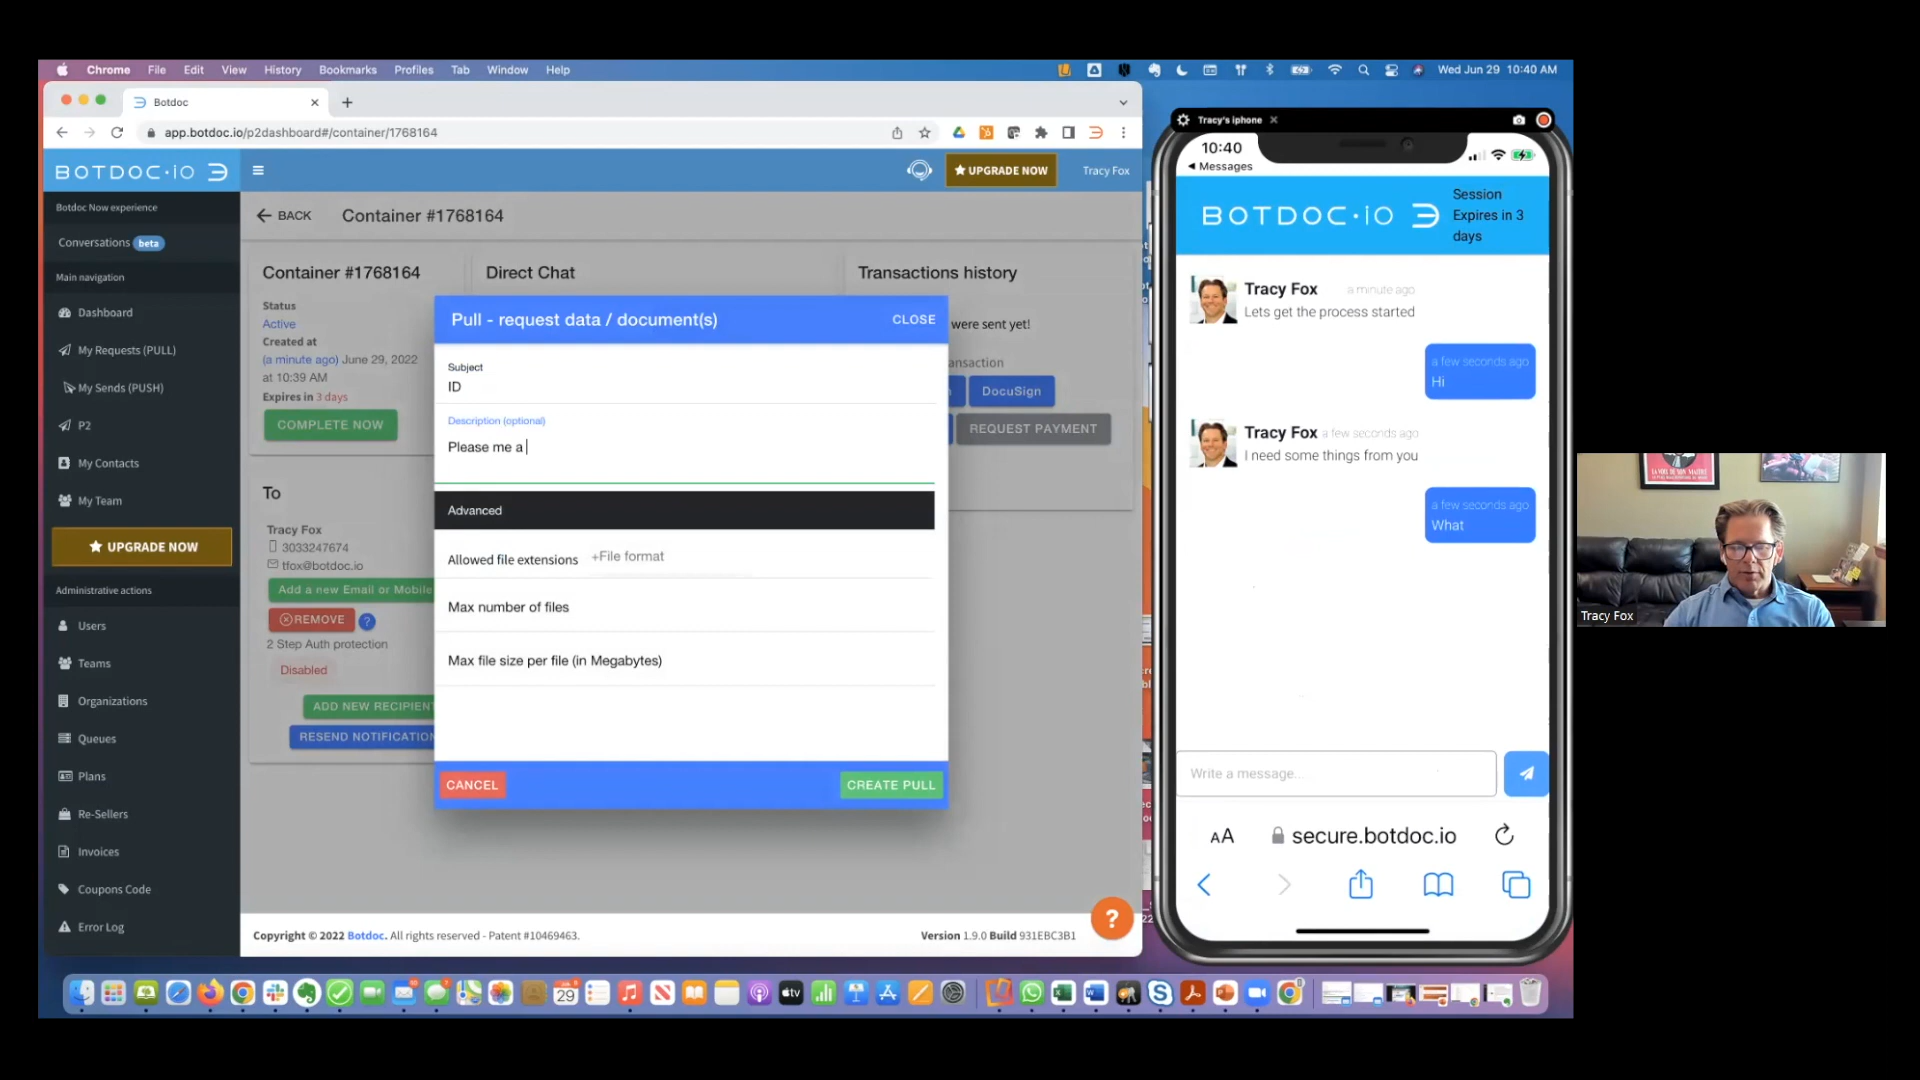 Chrome File Edit View History Bookmarks Profiles Tab Window Help
Wed Jun 29 10:40 AM
Botdoc
app.botdoc.io/p2dashboard#/container/1768164
BOTDOC·IO
UPGRADE NOW
Tracy Fox
Botdoc Now experience
Conversations beta
Main navigation
Dashboard
My Requests (PULL)
My Sends (PUSH)
P2
My Contacts
My Team
UPGRADE NOW
Administrative actions
Users
Teams
Organizations
Queues
Plans
Re-Sellers
Invoices
Coupons Code
Error Log
BACK Container #1768164
Container #1768164
Status
Active
Created at
(a minute ago) June 29, 2022
at 10:39 AM
Expires in 3 days
COMPLETE NOW
To
Tracy Fox
3033247674
tfox@botdoc.io
Add a new Email or Mobile
REMOVE ?
2 Step Auth protection
Disabled
ADD NEW RECIPIENT
RESEND NOTIFICATION
Direct Chat
Transactions history
were sent yet!
DocuSign
REQUEST PAYMENT
Pull - request data / document(s) CLOSE
Subject
ID
Description (optional)
Please me a
Advanced
Allowed file extensions +File format
Max number of files
Max file size per file (in Megabytes)
CANCEL CREATE PULL
Copyright © 2022 Botdoc. All rights reserved - Patent #10469463.
Version 1.9.0 Build 931EBC3B1
?
29
tv
Tracy's iphone
10:40
Messages
BOTDOC·IO
Session
Expires in 3
days
Tracy Fox a minute ago
Lets get the process started
a few seconds ago
Hi
Tracy Fox a few seconds ago
I need some things from you
a few seconds ago
What
Write a message...
AA secure.botdoc.io
Tracy Fox